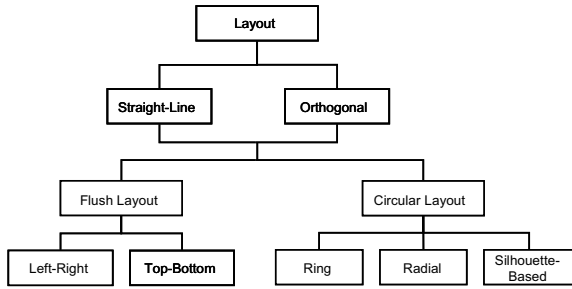 Layout
Straight-Line
Orthogonal
Flush Layout
Circular Layout
Left-Right
Top-Bottom
Ring
Radial
Silhouette-
Based